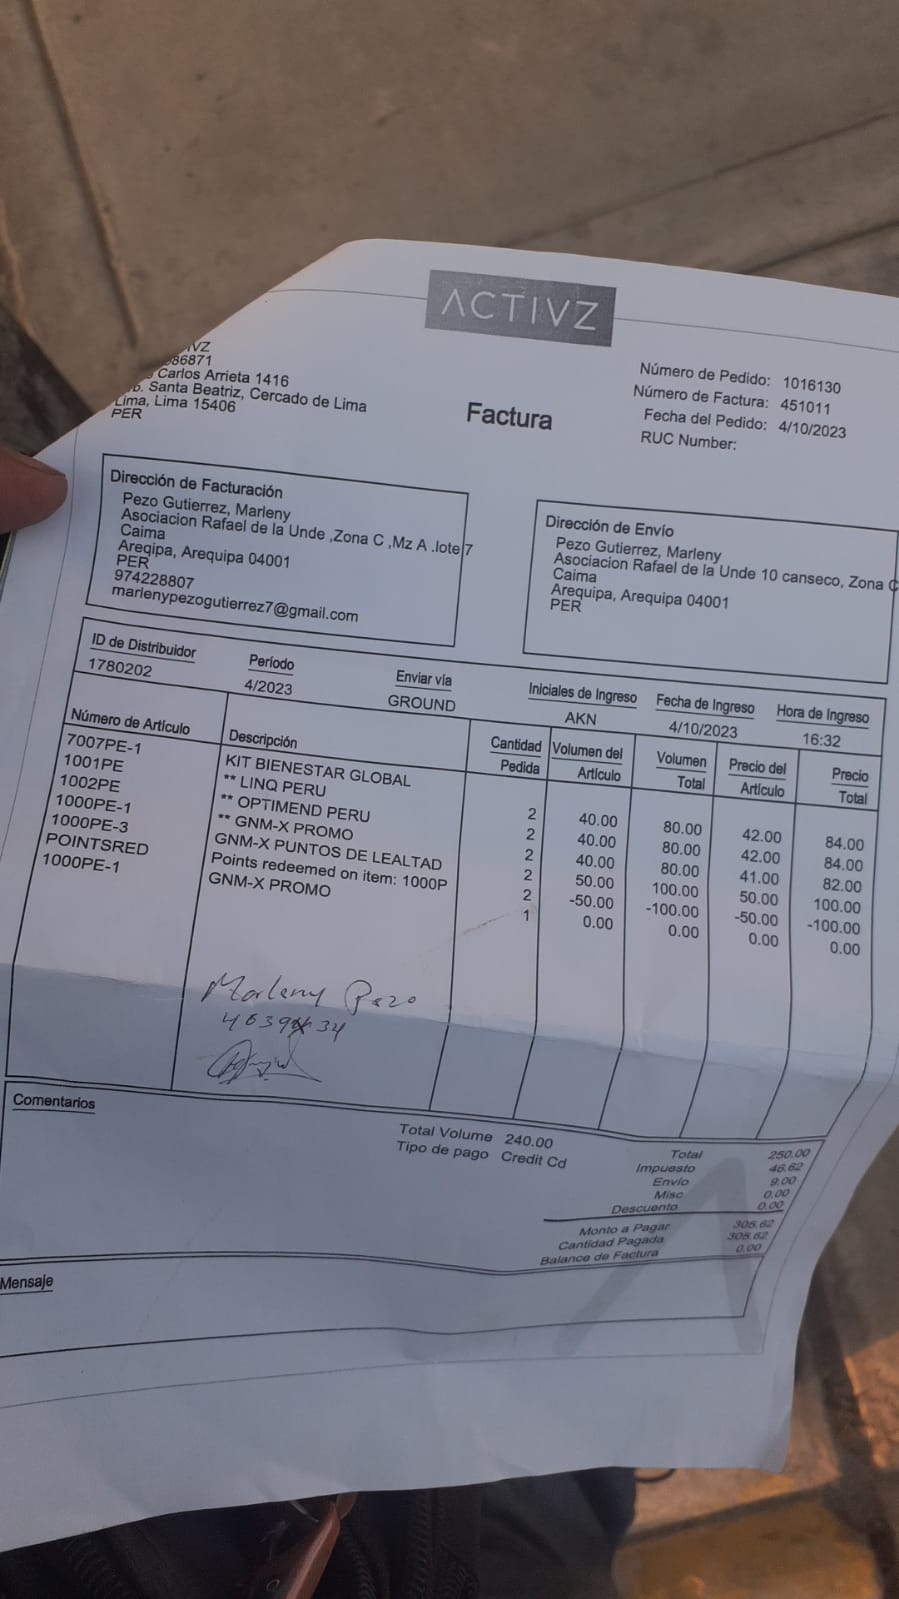 ACTIVZ
IVZ
86871
Carlos Arrieta 1416
b. Santa Beatriz, Cercado de Lima
Lima, Lima 15406
PER
Factura
Número de Pedido: 1016130
Número de Factura: 451011
Fecha del Pedido: 4/10/2023
RUC Number:
Dirección de Facturación
Pezo Gutierrez, Marleny
Asociacion Rafael de la Unde ,Zona C ,Mz A .lote 7
Caima
Areqipa, Arequipa 04001
PER
974228807
marlenypezogutierrez7@gmail.com
Dirección de Envío
Pezo Gutierrez, Marleny
Asociacion Rafael de la Unde 10 canseco, Zona C
Caima
Arequipa, Arequipa 04001
PER
ID de Distribuidor Período Enviar vía Iniciales de Ingreso Fecha de Ingreso Hora de Ingreso
1780202 4/2023 GROUND AKN 4/10/2023 16:32
Número de Articulo Descripción Cantidad Pedida Volumen del Artículo Volumen Total Precio del Artículo Precio Total
7007PE-1 KIT BIENESTAR GLOBAL
1001PE ** LINQ PERU 2 40.00 80.00 42.00 84.00
1002PE ** OPTIMEND PERU 2 40.00 80.00 42.00 84.00
1000PE-1 ** GNM-X PROMO 2 40.00 80.00 41.00 82.00
1000PE-3 GNM-X PUNTOS DE LEALTAD 2 50.00 100.00 50.00 100.00
POINTSRED Points redeemed on item: 1000P 2 -50.00 -100.00 -50.00 -100.00
1000PE-1 GNM-X PROMO 1 0.00 0.00 0.00 0.00
Marleny Pezo
Comentarios
Total Volume 240.00
Tipo de pago Credit Cd
Total 250.00
Impuesto 46.62
Envío 9.00
Misc 0.00
Descuento 0.00
Monto a Pagar 305.62
Cantidad Pagada 305.62
Balance de Factura 0.00
Mensaje